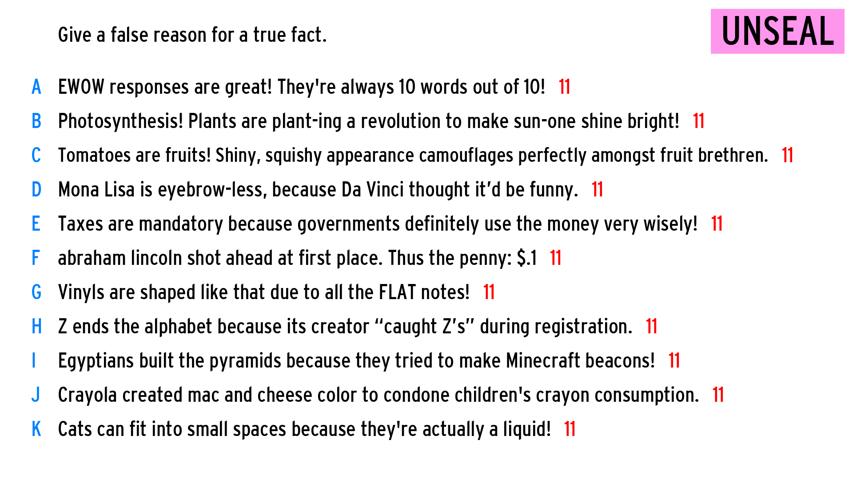 Give a false reason for a true fact.
UNSEAL
A EWOW responses are great! They're always 10 words out of 10! 11
B Photosynthesis! Plants are plant-ing a revolution to make sun-one shine bright! 11
C Tomatoes are fruits! Shiny, squishy appearance camouflages perfectly amongst fruit brethren. 11
D Mona Lisa is eyebrow-less, because Da Vinci thought it’d be funny. 11
E Taxes are mandatory because governments definitely use the money very wisely! 11
F abraham lincoln shot ahead at first place. Thus the penny: $.1 11
G Vinyls are shaped like that due to all the FLAT notes! 11
H Z ends the alphabet because its creator “caught Z’s” during registration. 11
I Egyptians built the pyramids because they tried to make Minecraft beacons! 11
J Crayola created mac and cheese color to condone children's crayon consumption. 11
K Cats can fit into small spaces because they're actually a liquid! 11